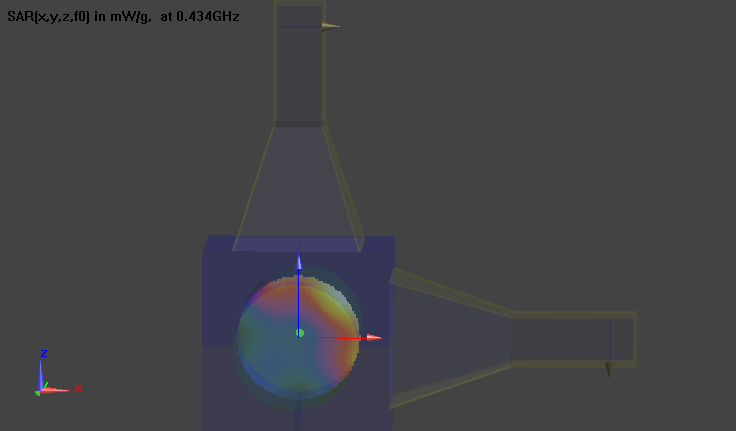 SAR(x,y,z,f0) in mW/g, at 0.434GHz
z
y
x